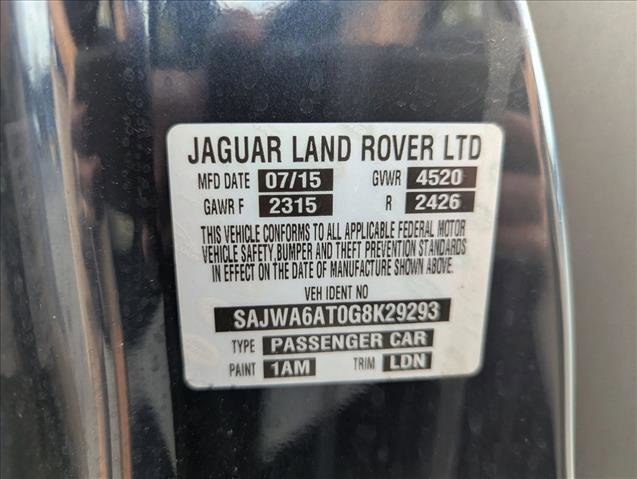 JAGUAR LAND ROVER LTD
MFD DATE 07/15 GVWR 4520
GAWR F 2315 R 2426
THIS VEHICLE CONFORMS TO ALL APPLICABLE FEDERAL MOTOR
VEHICLE SAFETY, BUMPER AND THEFT PREVENTION STANDARDS
IN EFFECT ON THE DATE OF MANUFACTURE SHOWN ABOVE.
VEH IDENT NO
SAJWA6AT0G8K29293
TYPE PASSENGER CAR
PAINT 1AM TRIM LDN